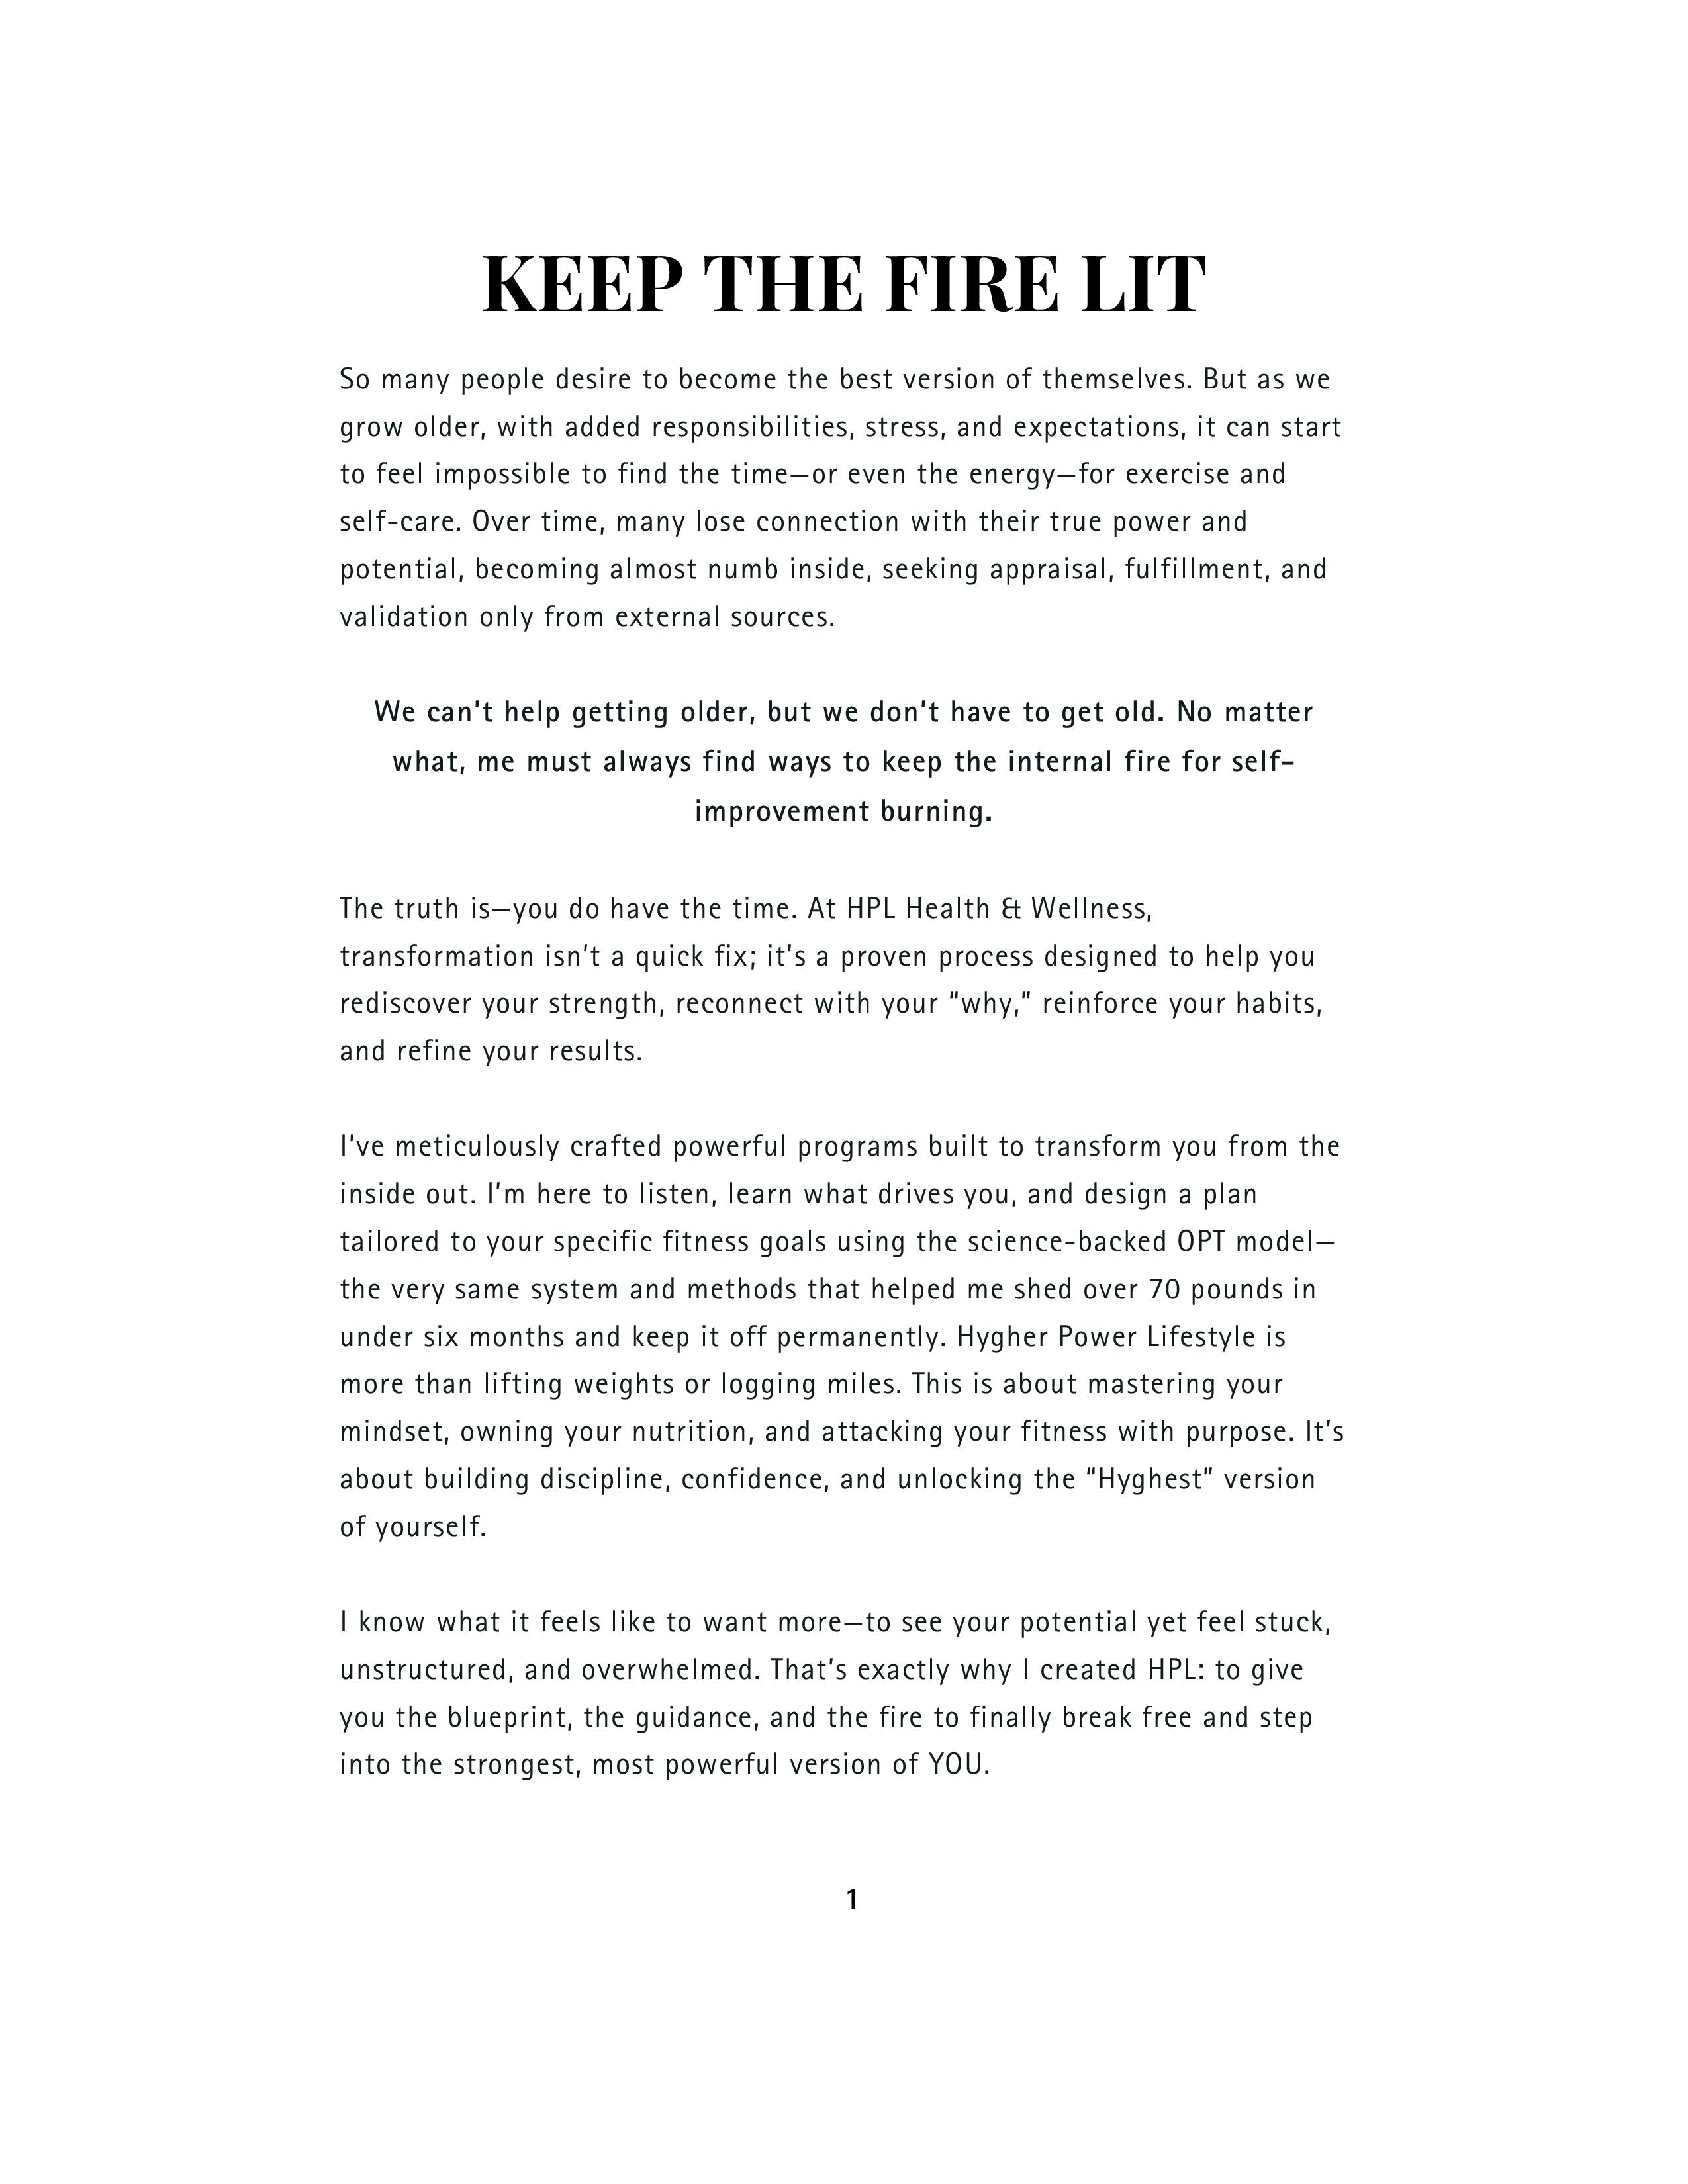 KEEP THE FIRE LIT
So many people desire to become the best version of themselves. But as we
grow older, with added responsibilities, stress, and expectations, it can start
to feel impossible to find the time—or even the energy—for exercise and
self-care. Over time, many lose connection with their true power and
potential, becoming almost numb inside, seeking appraisal, fulfillment, and
validation only from external sources.
We can’t help getting older, but we don’t have to get old. No matter
what, me must always find ways to keep the internal fire for self-
improvement burning.
The truth is—you do have the time. At HPL Health & Wellness,
transformation isn’t a quick fix; it’s a proven process designed to help you
rediscover your strength, reconnect with your “why,” reinforce your habits,
and refine your results.
I’ve meticulously crafted powerful programs built to transform you from the
inside out. I’m here to listen, learn what drives you, and design a plan
tailored to your specific fitness goals using the science-backed OPT model—
the very same system and methods that helped me shed over 70 pounds in
under six months and keep it off permanently. Hygher Power Lifestyle is
more than lifting weights or logging miles. This is about mastering your
mindset, owning your nutrition, and attacking your fitness with purpose. It’s
about building discipline, confidence, and unlocking the “Hyghest” version
of yourself.
I know what it feels like to want more—to see your potential yet feel stuck,
unstructured, and overwhelmed. That’s exactly why I created HPL: to give
you the blueprint, the guidance, and the fire to finally break free and step
into the strongest, most powerful version of YOU.
1